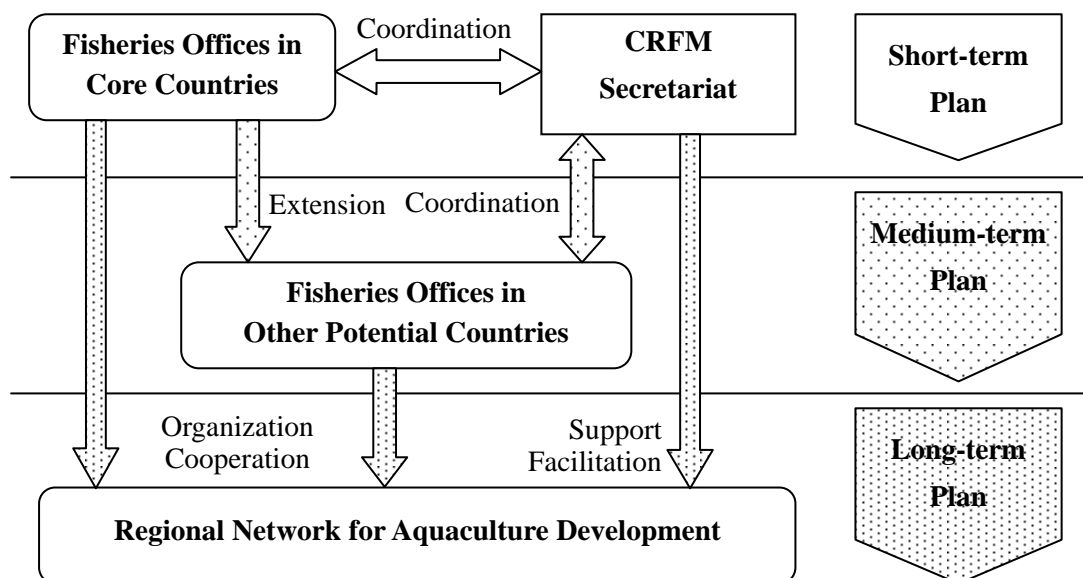 Fisheries Offices in
Core Countries
Coordination
CRFM
Secretariat
Short-term
Plan
Extension
Coordination
Medium-term
Plan
Fisheries Offices in
Other Potential Countries
Organization
Cooperation
Support
Facilitation
Long-term
Plan
Regional Network for Aquaculture Development